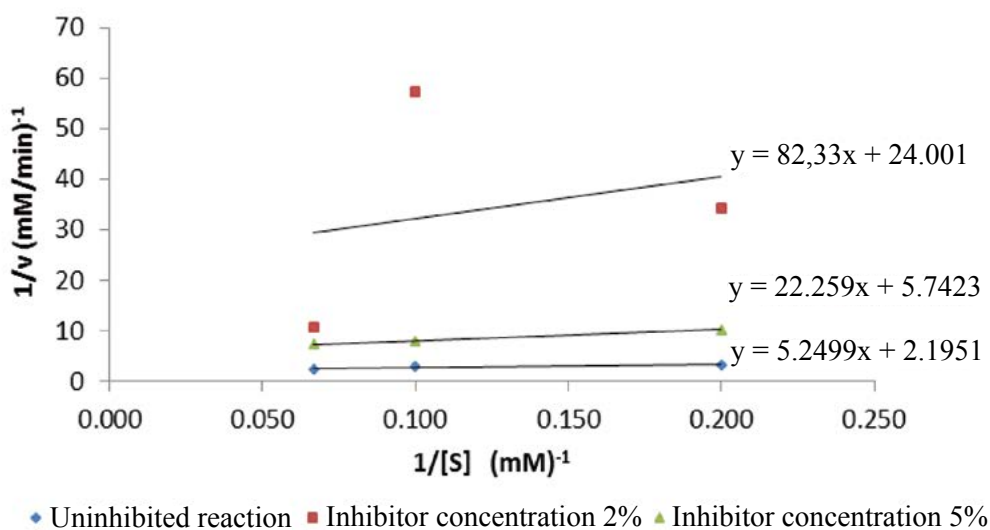 70
60
50
40
30
20
10
0
1/v (mM/min)-1
y = 82,33x + 24.001
y = 22.259x + 5.7423
y = 5.2499x + 2.1951
0.000 0.050 0.100 0.150 0.200 0.250
1/[S] (mM)-1
Uninhibited reaction Inhibitor concentration 2% Inhibitor concentration 5%